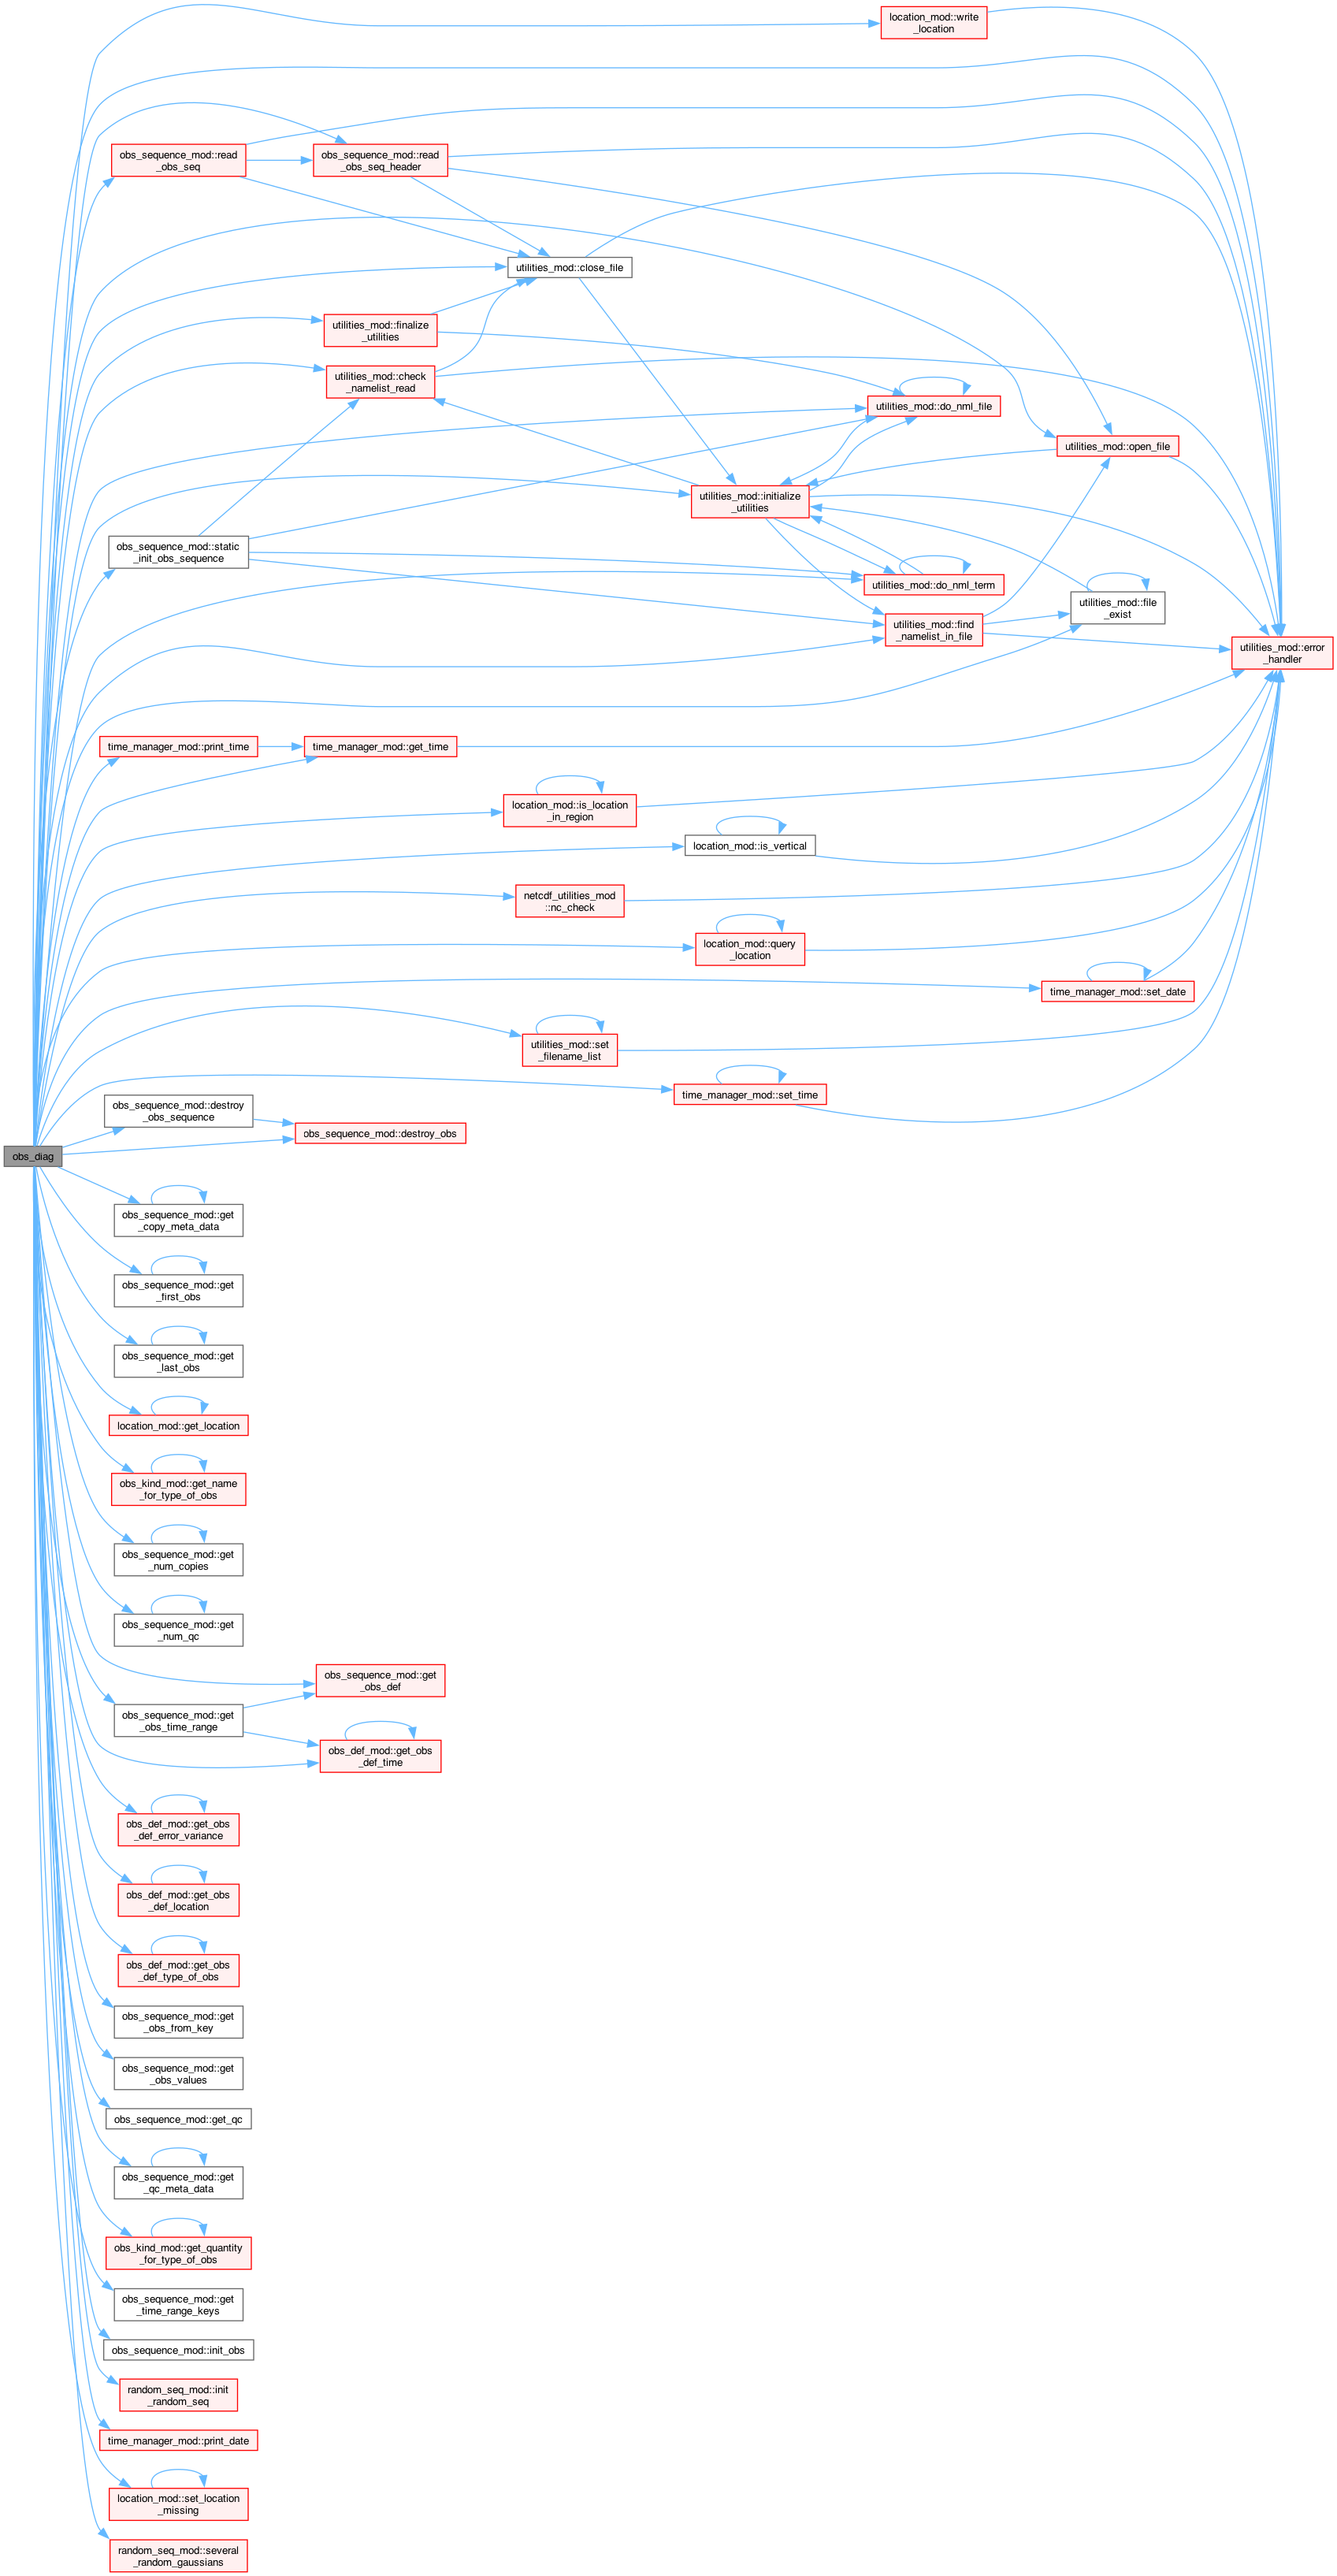 location_mod::write
_location
obs_sequence_mod::read
_obs_seq
obs_sequence_mod::read
_obs_seq_header
utilities_mod::close_file
utilities_mod::finalize
_utilities
utilities_mod::check
_namelist_read
utilities_mod::do_nml_file
utilities_mod::open_file
utilities_mod::initialize
_utilities
obs_sequence_mod::static
_init_obs_sequence
utilities_mod::do_nml_term
utilities_mod::file
_exist
utilities_mod::find
_namelist_in_file
utilities_mod::error
_handler
time_manager_mod::print_time
time_manager_mod::get_time
location_mod::is_location
_in_region
location_mod::is_vertical
netcdf_utilities_mod
::nc_check
location_mod::query
_location
time_manager_mod::set_date
utilities_mod::set
_filename_list
time_manager_mod::set_time
obs_sequence_mod::destroy
_obs_sequence
obs_sequence_mod::destroy_obs
obs_diag
obs_sequence_mod::get
_copy_meta_data
obs_sequence_mod::get
_first_obs
obs_sequence_mod::get
_last_obs
location_mod::get_location
obs_kind_mod::get_name
_for_type_of_obs
obs_sequence_mod::get
_num_copies
obs_sequence_mod::get
_num_qc
obs_sequence_mod::get
_obs_def
obs_sequence_mod::get
_obs_time_range
obs_def_mod::get_obs
_def_time
obs_def_mod::get_obs
_def_error_variance
obs_def_mod::get_obs
_def_location
obs_def_mod::get_obs
_def_type_of_obs
obs_sequence_mod::get
_obs_from_key
obs_sequence_mod::get
_obs_values
obs_sequence_mod::get_qc
obs_sequence_mod::get
_qc_meta_data
obs_kind_mod::get_quantity
_for_type_of_obs
obs_sequence_mod::get
_time_range_keys
obs_sequence_mod::init_obs
random_seq_mod::init
_random_seq
time_manager_mod::print_date
location_mod::set_location
_missing
random_seq_mod::several
_random_gaussians